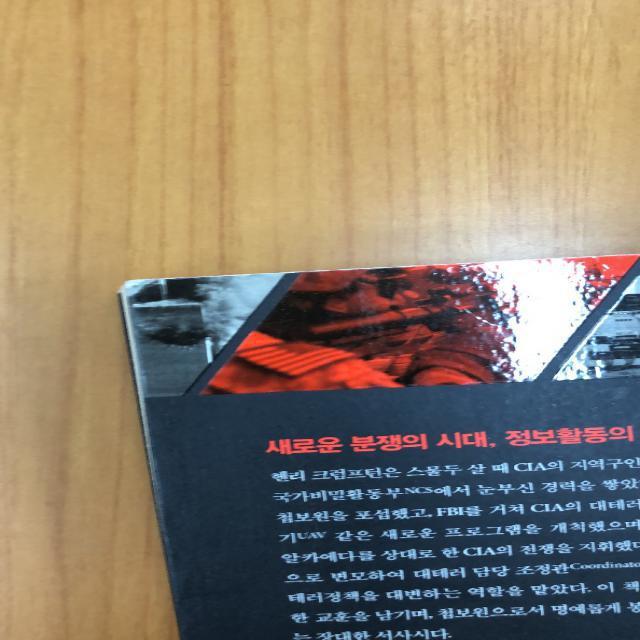 새로운 분쟁의 시대, 정보활동의
헨리 크럼프턴은 스물두 살 때 CIA의 지역구인
국가비밀활동부NCS에서 눈부신 경력을 쌓았
첩보원을 포섭했고, FBI를 거쳐 CIA의 대테러
기UAV 같은 새로운 프로그램을 개척했으며
알카에다를 상대로 한 CIA의 전쟁을 지휘했
으로 변모하여 대테러 담당 조정관Coordinato
테러정책을 대변하는 역할을 맡았다. 이 책
한 교훈을 남기며, 첩보원으로서 명예롭게
는 장대한 서사시다.